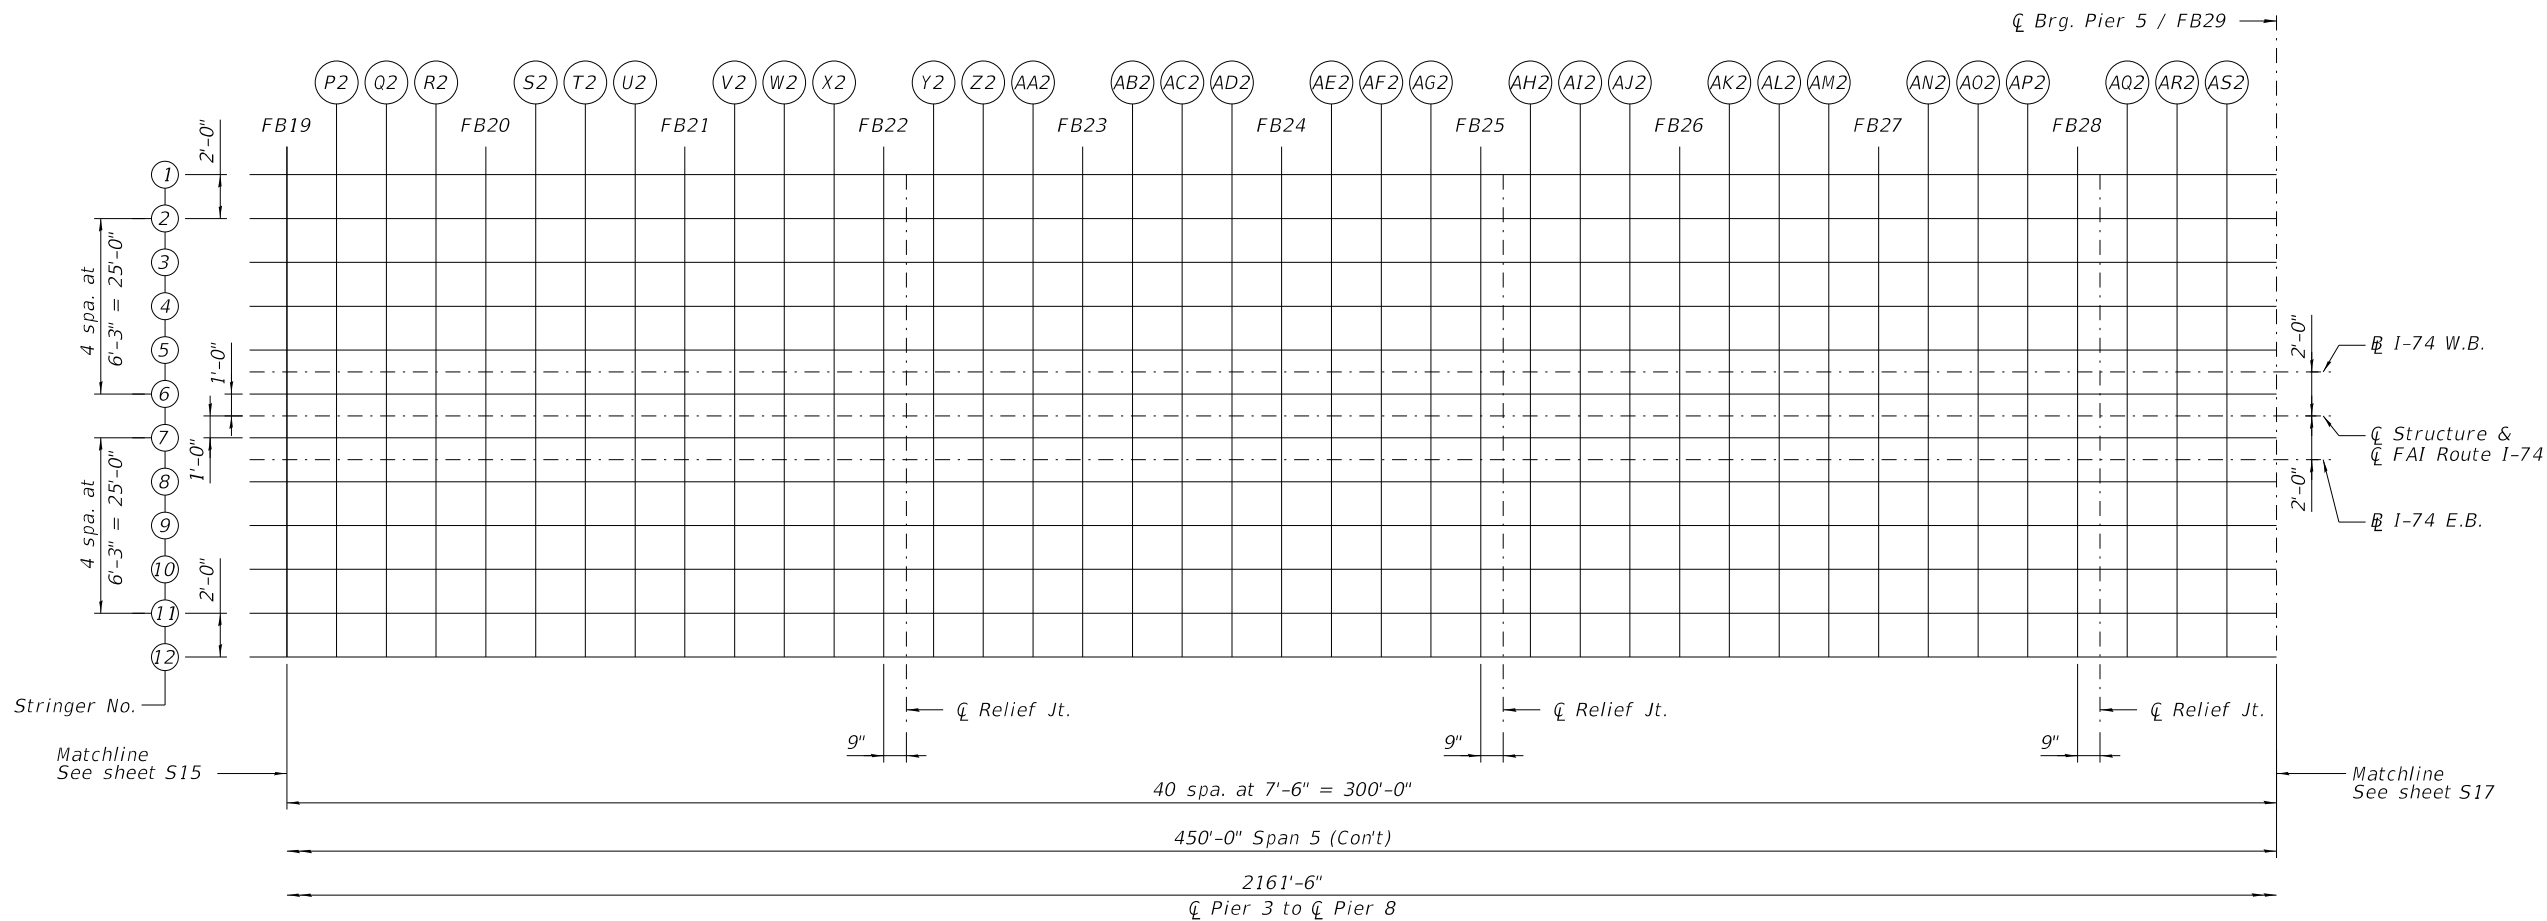 ℄ Brg. Pier 5 / FB29
P2 Q2 R2 S2 T2 U2 V2 W2 X2 Y2 Z2 AA2 AB2 AC2 AD2 AE2 AF2 AG2 AH2 AI2 AJ2 AK2 AL2 AM2 AN2 AO2 AP2 AQ2 AR2 AS2
FB19 FB20 FB21 FB22 FB23 FB24 FB25 FB26 FB27 FB28
2'-0"
1
2
3
4
5
6
7
8
9
10
11
12
4 spa. at
6'-3" = 25'-0"
1'-0"
1'-0"
4 spa. at
6'-3" = 25'-0"
2'-0"
2'-0"
2'-0"
BL I-74 W.B.
℄ Structure &
℄ FAI Route I-74
BL I-74 E.B.
Stringer No.
℄ Relief Jt.
℄ Relief Jt.
℄ Relief Jt.
9"
9"
9"
Matchline
See sheet S15
Matchline
See sheet S17
40 spa. at 7'-6" = 300'-0"
450'-0" Span 5 (Con't)
2161'-6"
℄ Pier 3 to ℄ Pier 8